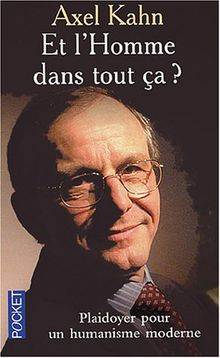 Axel Kahn
Et l'Homme
dans tout ça ?
POCKET
Plaidoyer pour
un humanisme moderne